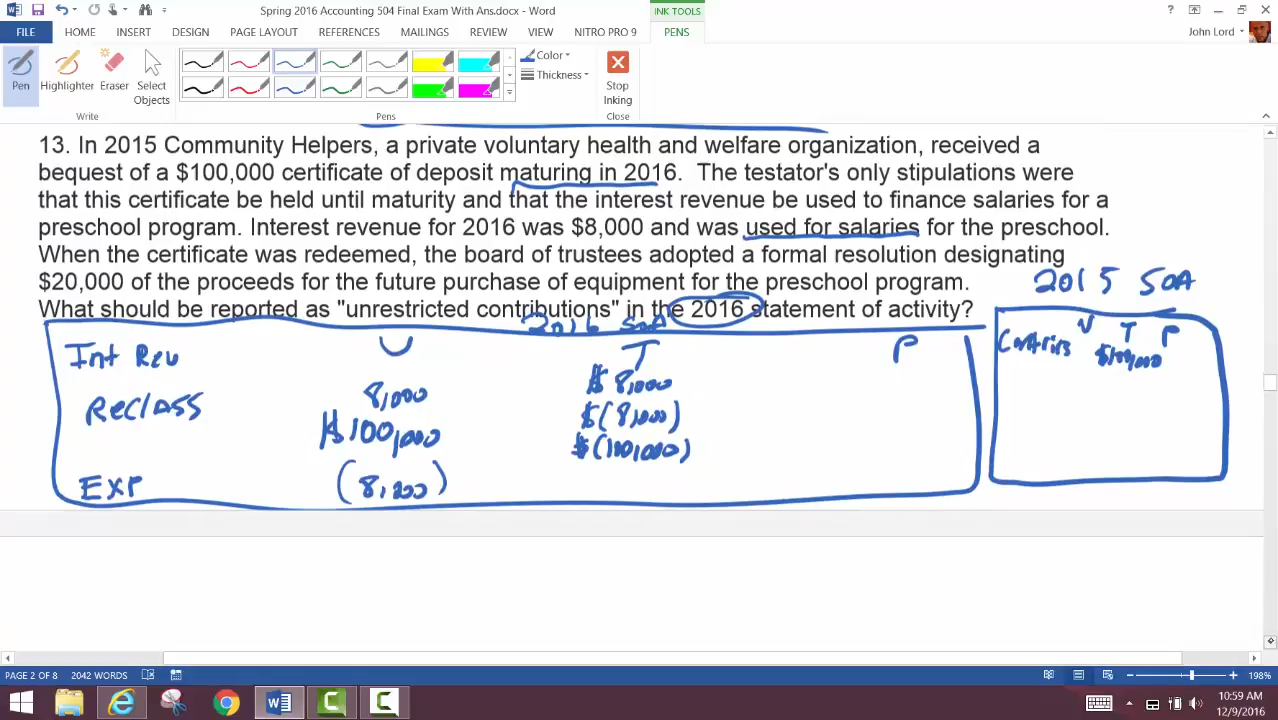 Spring 2016 Accounting 504 Final Exam With Ans.docx - Word
INK TOOLS
FILE HOME INSERT DESIGN PAGE LAYOUT REFERENCES MAILINGS REVIEW VIEW NITRO PRO 9 PENS
John Lord
Pen Highlighter Eraser Select Objects
Color
Thickness
Stop Inking
Write Pens Close
13. In 2015 Community Helpers, a private voluntary health and welfare organization, received a
bequest of a $100,000 certificate of deposit maturing in 2016. The testator's only stipulations were
that this certificate be held until maturity and that the interest revenue be used to finance salaries for a
preschool program. Interest revenue for 2016 was $8,000 and was used for salaries for the preschool.
When the certificate was redeemed, the board of trustees adopted a formal resolution designating
$20,000 of the proceeds for the future purchase of equipment for the preschool program.
What should be reported as "unrestricted contributions" in the 2016 statement of activity?
2015 SOA
U T P
$100,000
2016 SOA
U T P
Int Rev $8,000
Reclass 8,000 $(8,000)
$100,000 $(100,000)
EXP
PAGE 2 OF 8 2042 WORDS 198%
10:59 AM
12/9/2016